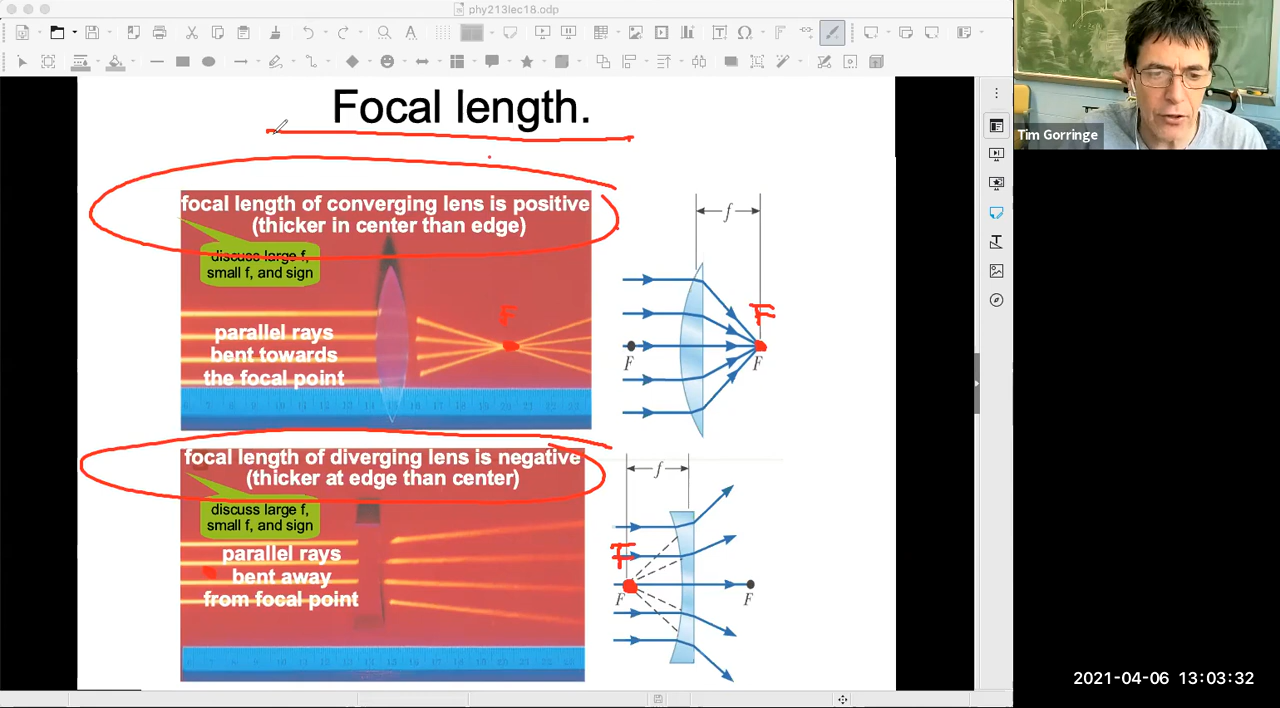 phy213lec18.odp
Tim Gorringe
Focal length.
focal length of converging lens is positive
(thicker in center than edge)
discuss large f,
small f, and sign
parallel rays
bent towards
the focal point
F
f
F
F
F
focal length of diverging lens is negative
(thicker at edge than center)
discuss large f,
small f, and sign
parallel rays
bent away
from focal point
f
F
F
F
2021-04-06 13:03:32